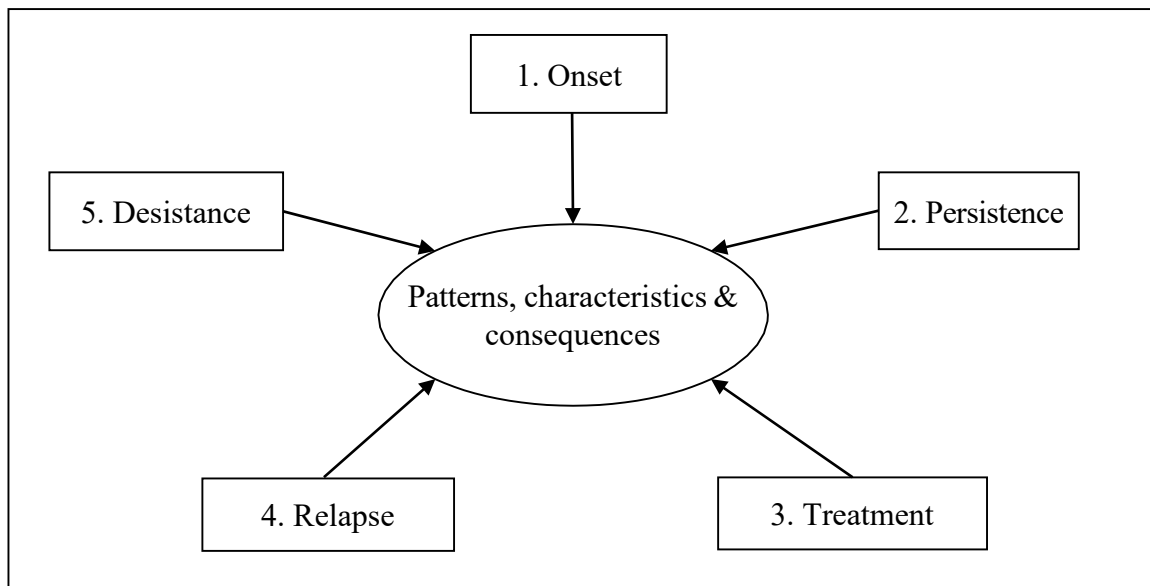 1. Onset
5. Desistance
2. Persistence
Patterns, characteristics &
consequences
4. Relapse
3. Treatment